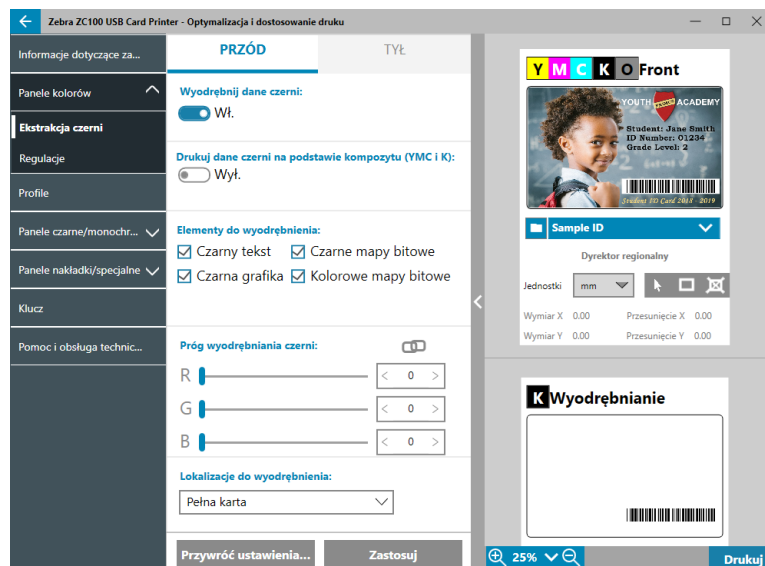 Zebra ZC100 USB Card Printer - Optymalizacja i dostosowanie druku
Informacje dotyczące za...
Panele kolorów
Ekstrakcja czerni
Regulacje
Profile
Panele czarne/monochr...
Panele nakładki/specjalne
Klucz
Pomoc i obsługa technic...
PRZÓD
TYŁ
Wyodrębnij dane czerni:
Wł.
Drukuj dane czerni na podstawie kompozytu (YMC i K):
Wył.
Elementy do wyodrębnienia:
Czarny tekst
Czarne mapy bitowe
Czarna grafika
Kolorowe mapy bitowe
Próg wyodrębniania czerni:
R
< 0 >
G
< 0 >
B
< 0 >
Lokalizacje do wyodrębnienia:
Pełna karta
Przywróć ustawienia...
Zastosuj
Y M C K O Front
YOUTH ACADEMY
Student: Jane Smith
ID Number: 01234
Grade Level: 2
Student ID Card 2018 - 2019
Sample ID
Dyrektor regionalny
Jednostki
mm
Wymiar X 0.00
Przesunięcie X 0.00
Wymiar Y 0.00
Przesunięcie Y 0.00
K Wyodrębnianie
25%
Drukuj